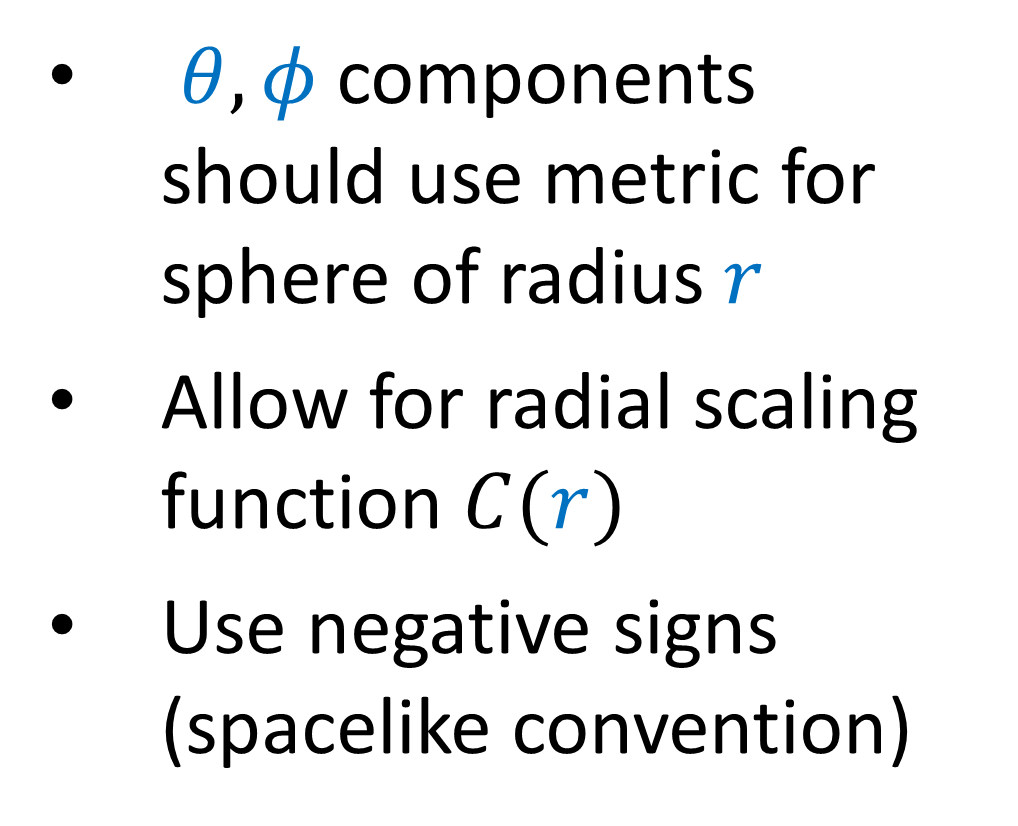 • θ, ϕ components
should use metric for
sphere of radius r
• Allow for radial scaling
function C(r)
• Use negative signs
(spacelike convention)